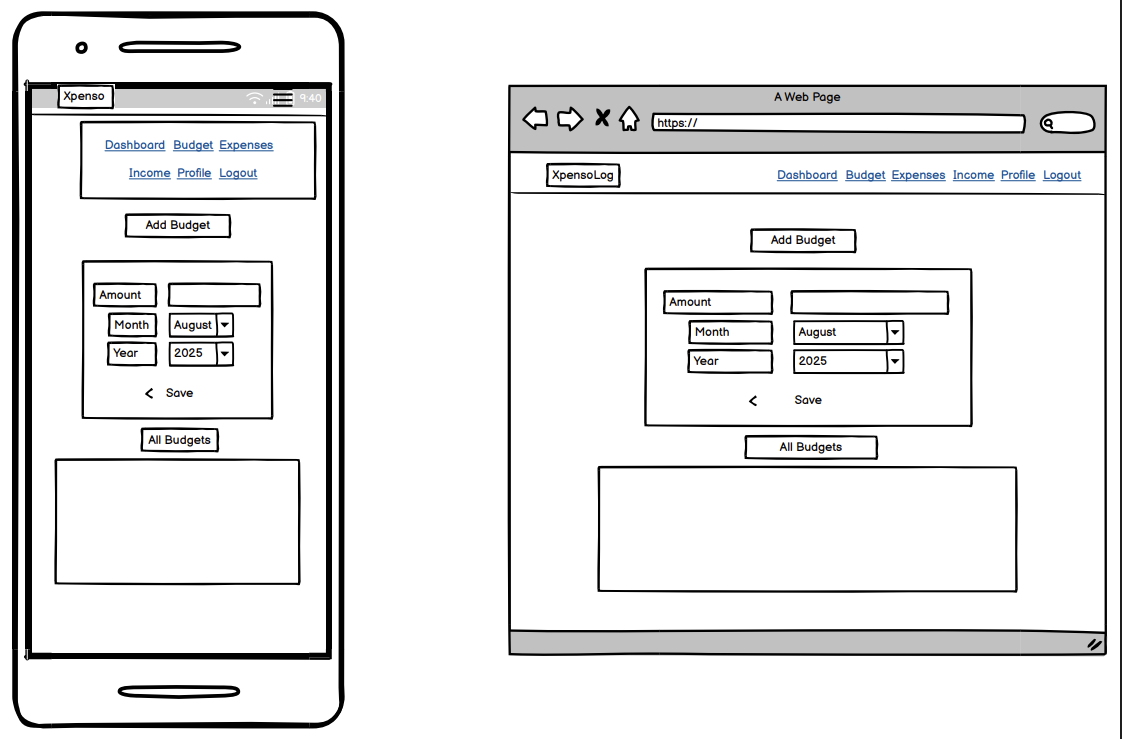 Xpenso
9:40
Dashboard Budget Expenses
Income Profile Logout
Add Budget
Amount
Month August
Year 2025
< Save
All Budgets
A Web Page
https://
XpensoLog Dashboard Budget Expenses Income Profile Logout
Add Budget
Amount
Month August
Year 2025
< Save
All Budgets